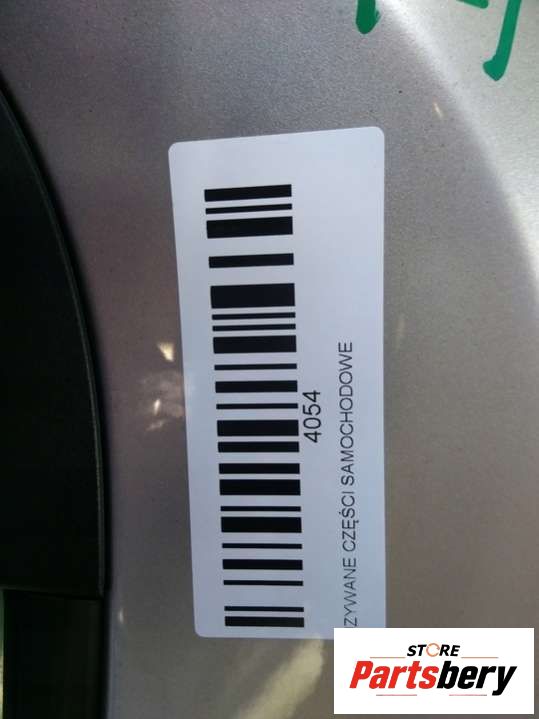 4054
ZYWANE CZĘŚCI SAMOCHODOWE
STORE
Partsbery